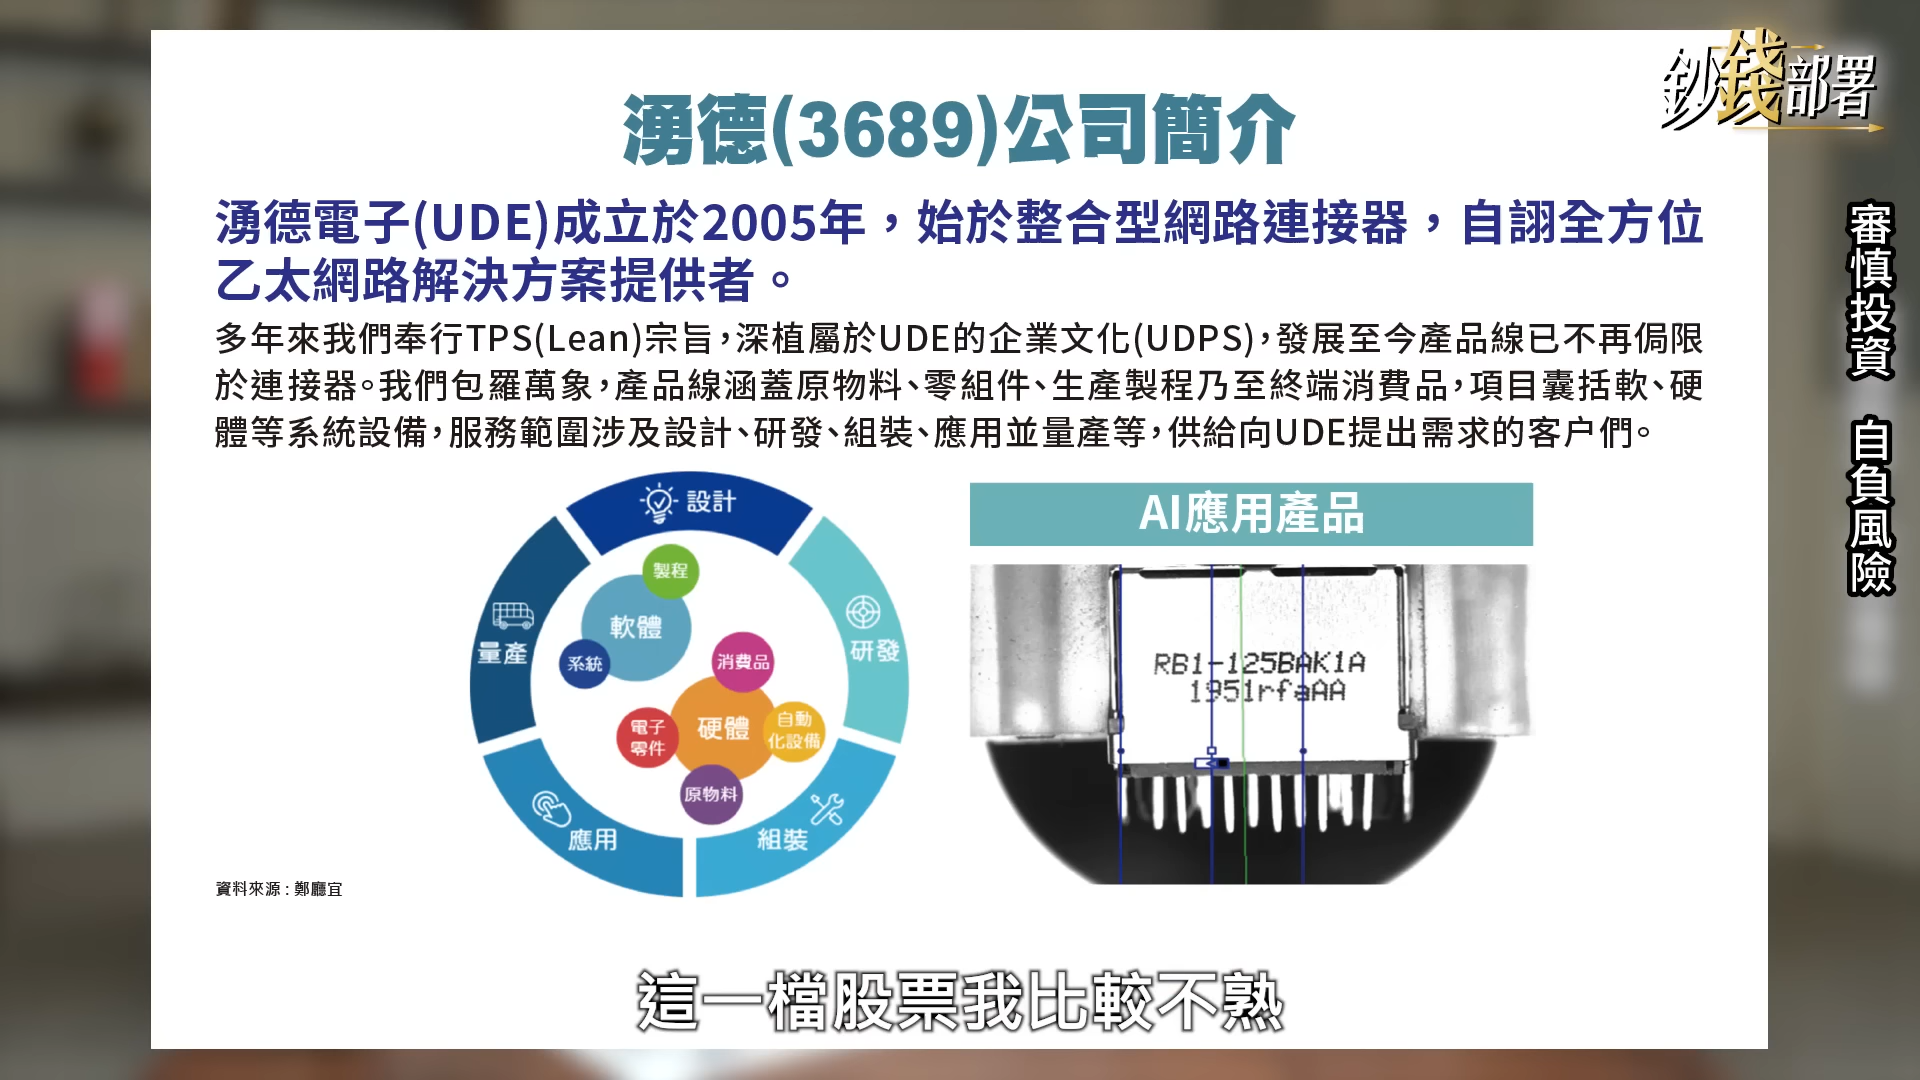 鈔錢部署
湧德(3689)公司簡介
湧德電子(UDE)成立於2005年，始於整合型網路連接器，自詡全方位
乙太網路解決方案提供者。
多年來我們奉行TPS(Lean)宗旨，深植屬於UDE的企業文化(UDPS)，發展至今產品線已不再侷限
於連接器。我們包羅萬象，產品線涵蓋原物料、零組件、生產製程乃至終端消費品，項目囊括軟、硬
體等系統設備，服務範圍涉及設計、研發、組裝、應用並量產等，供給向UDE提出需求的客户們。
設計
製程
軟體
系統
量產
研發
消費品
電子
零件
硬體
自動
化設備
原物料
應用
組裝
AI應用產品
RB1-125BAK1A
1951rfaAA
資料來源 : 鄭廳宜
這一檔股票我比較不熟
審慎投資 自負風險